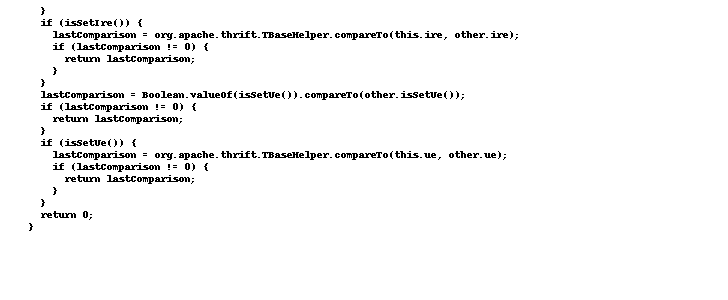 }
    if (isSetIre()) {
      lastComparison = org.apache.thrift.TBaseHelper.compareTo(this.ire, other.ire);
      if (lastComparison != 0) {
        return lastComparison;
      }
    }
    lastComparison = Boolean.valueOf(isSetUe()).compareTo(other.isSetUe());
    if (lastComparison != 0) {
      return lastComparison;
    }
    if (isSetUe()) {
      lastComparison = org.apache.thrift.TBaseHelper.compareTo(this.ue, other.ue);
      if (lastComparison != 0) {
        return lastComparison;
      }
    }
    return 0;
  }